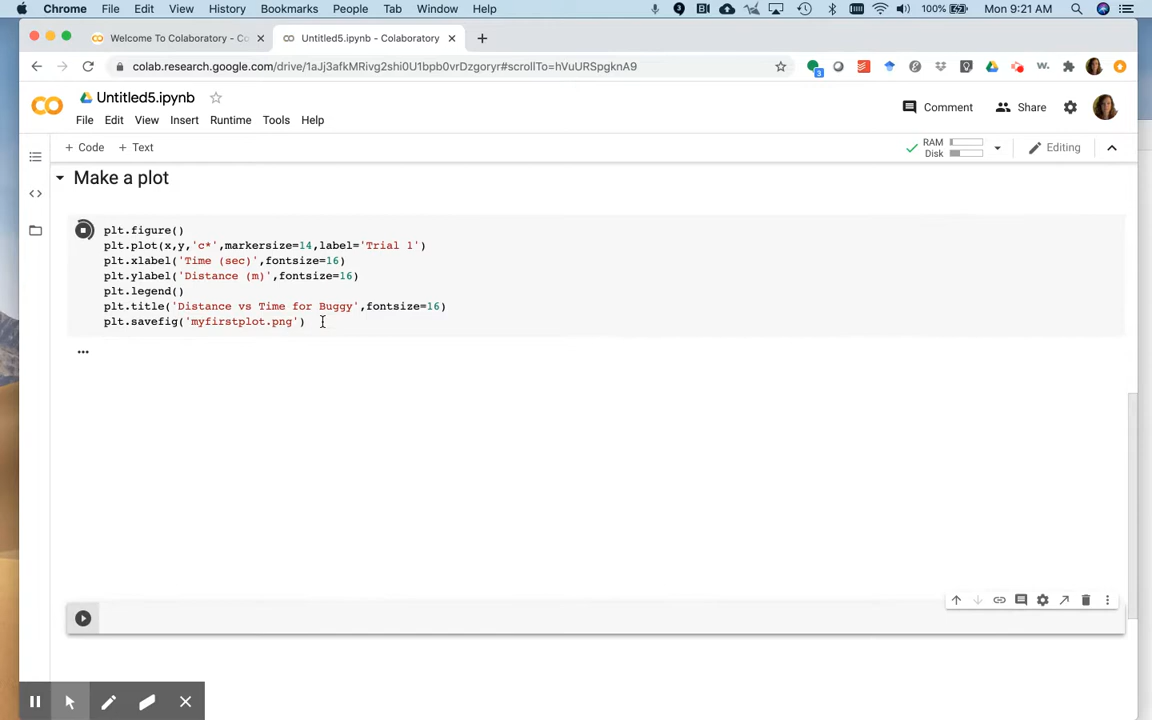 Chrome File Edit View History Bookmarks People Tab Window Help 100% Mon 9:21 AM
Welcome To Colaboratory - Co Untitled5.ipynb - Colaboratory
colab.research.google.com/drive/1aJj3afkMRivg2shi0U1bpb0vrDzgoryr#scrollTo=hVuURSpgknA9
Untitled5.ipynb
Comment Share
File Edit View Insert Runtime Tools Help
+ Code + Text RAM Disk Editing
Make a plot
plt.figure()
plt.plot(x,y,'c*',markersize=14,label='Trial 1')
plt.xlabel('Time (sec)',fontsize=16)
plt.ylabel('Distance (m)',fontsize=16)
plt.legend()
plt.title('Distance vs Time for Buggy',fontsize=16)
plt.savefig('myfirstplot.png')
...